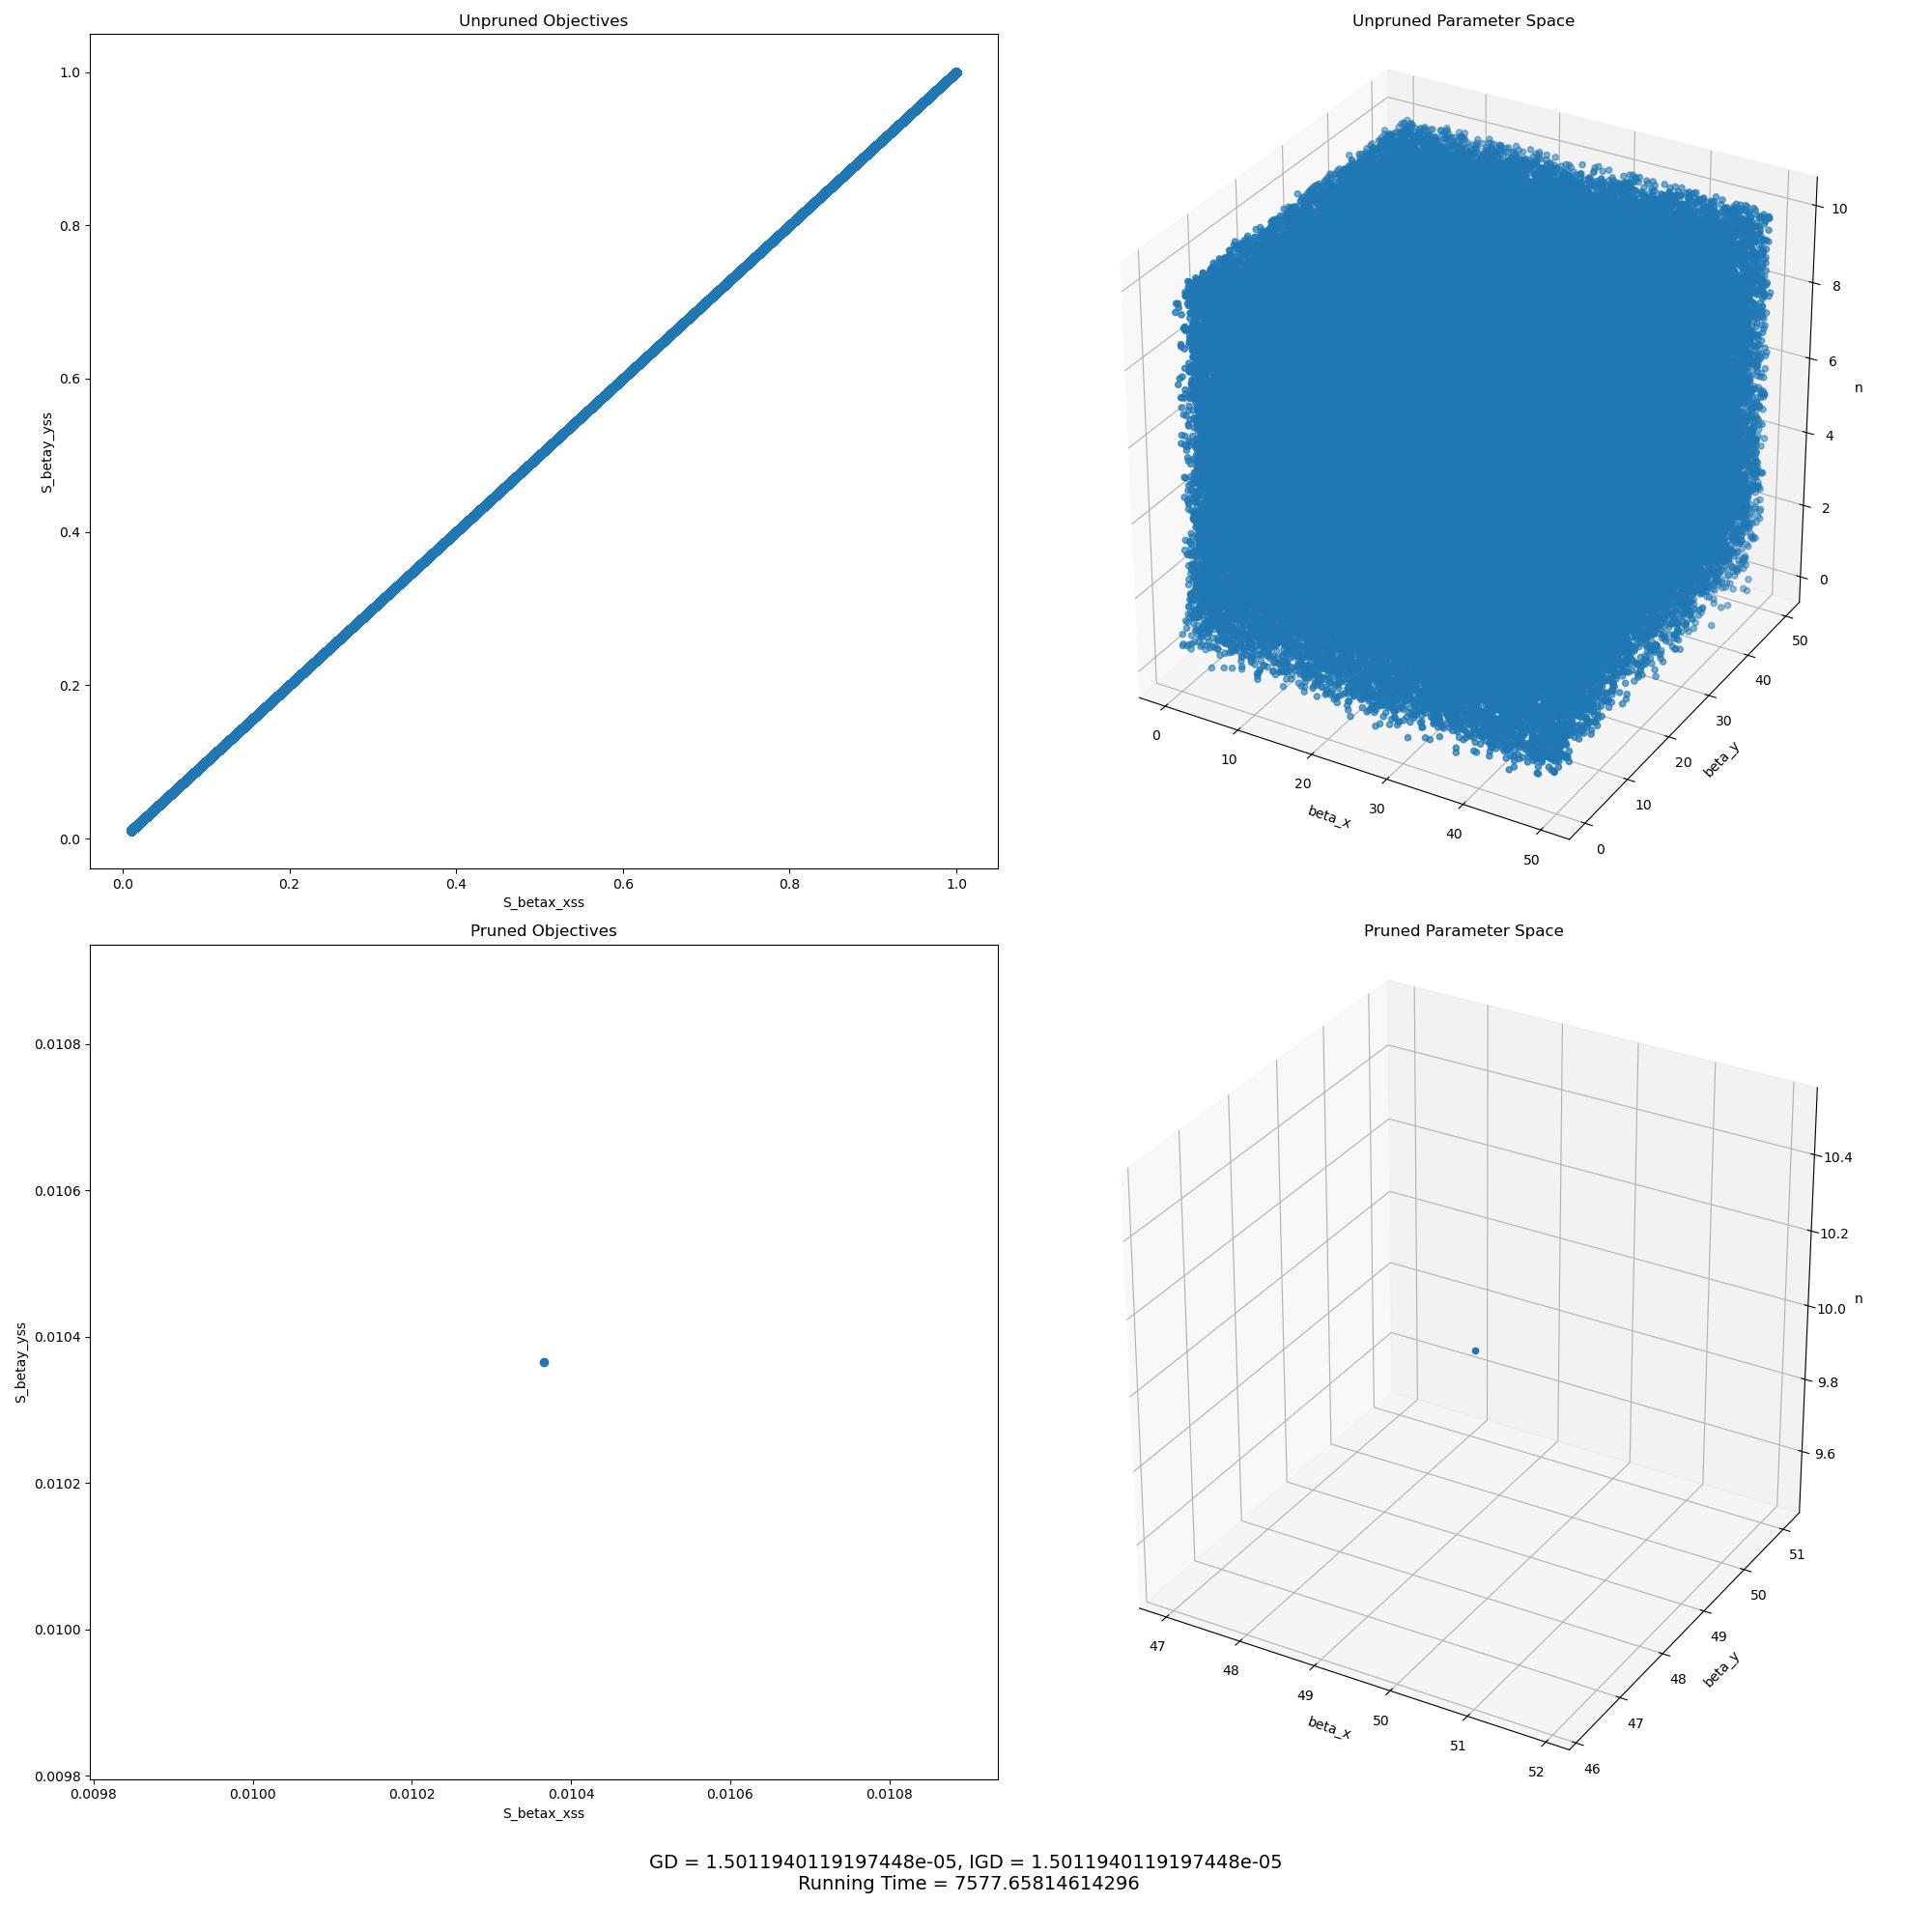 Unpruned Objectives
1.0
0.8
0.6
0.4
0.2
0.0
S_betay_yss
0.0 0.2 0.4 0.6 0.8 1.0
S_betax_xss
Unpruned Parameter Space
10
8
6
4
2
0
n
50
40
30
20
10
0
beta_y
0
10
20
30
40
50
beta_x
Pruned Objectives
0.0108
0.0106
0.0104
0.0102
0.0100
0.0098
S_betay_yss
0.0098 0.0100 0.0102 0.0104 0.0106 0.0108
S_betax_xss
Pruned Parameter Space
10.4
10.2
10.0
9.8
9.6
n
51
50
49
48
47
46
beta_y
47
48
49
50
51
52
beta_x
GD = 1.5011940119197448e-05, IGD = 1.5011940119197448e-05
Running Time = 7577.65814614296